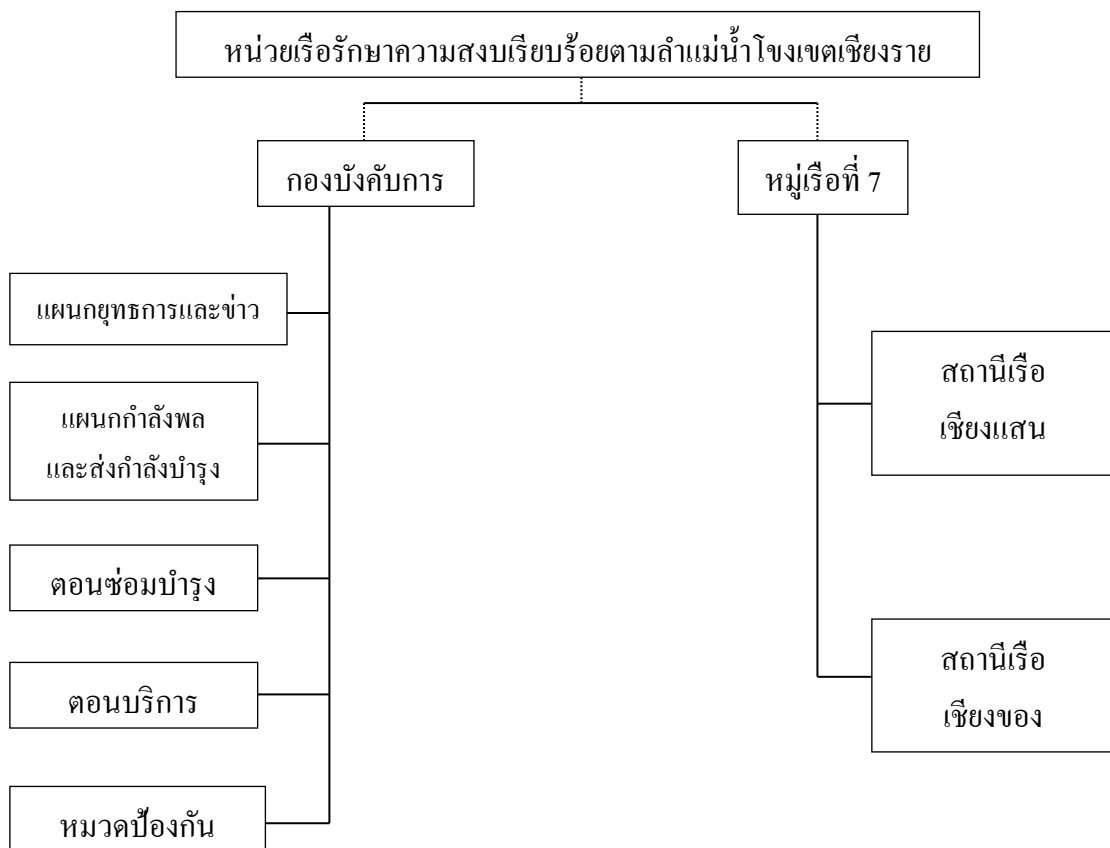 หน่วยเรือรักษาความสงบเรียบร้อยตามลำแม่น้ำโขงเขตเชียงราย
กองบังคับการ
หมู่เรือที่ 7
แผนกยุทธการและข่าว
แผนกกำลังพล
และส่งกำลังบำรุง
ตอนซ่อมบำรุง
ตอนบริการ
หมวดป้องกัน
สถานีเรือ
เชียงแสน
สถานีเรือ
เชียงของ